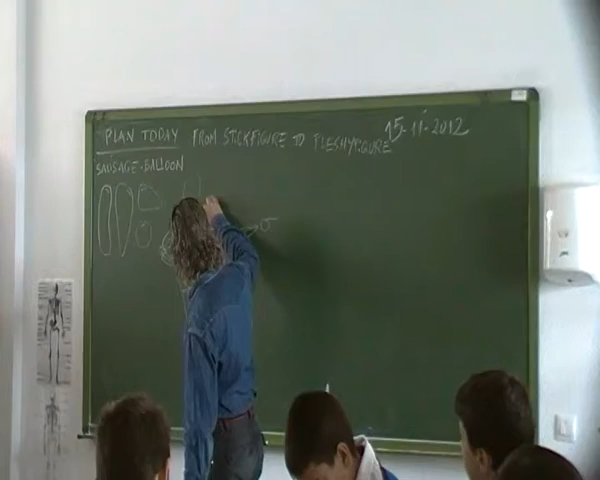 PLAN TODAY FROM STICKFIGURE TO FLESHYFIGURE 15-11-2012
SAUSAGE-BALLOON